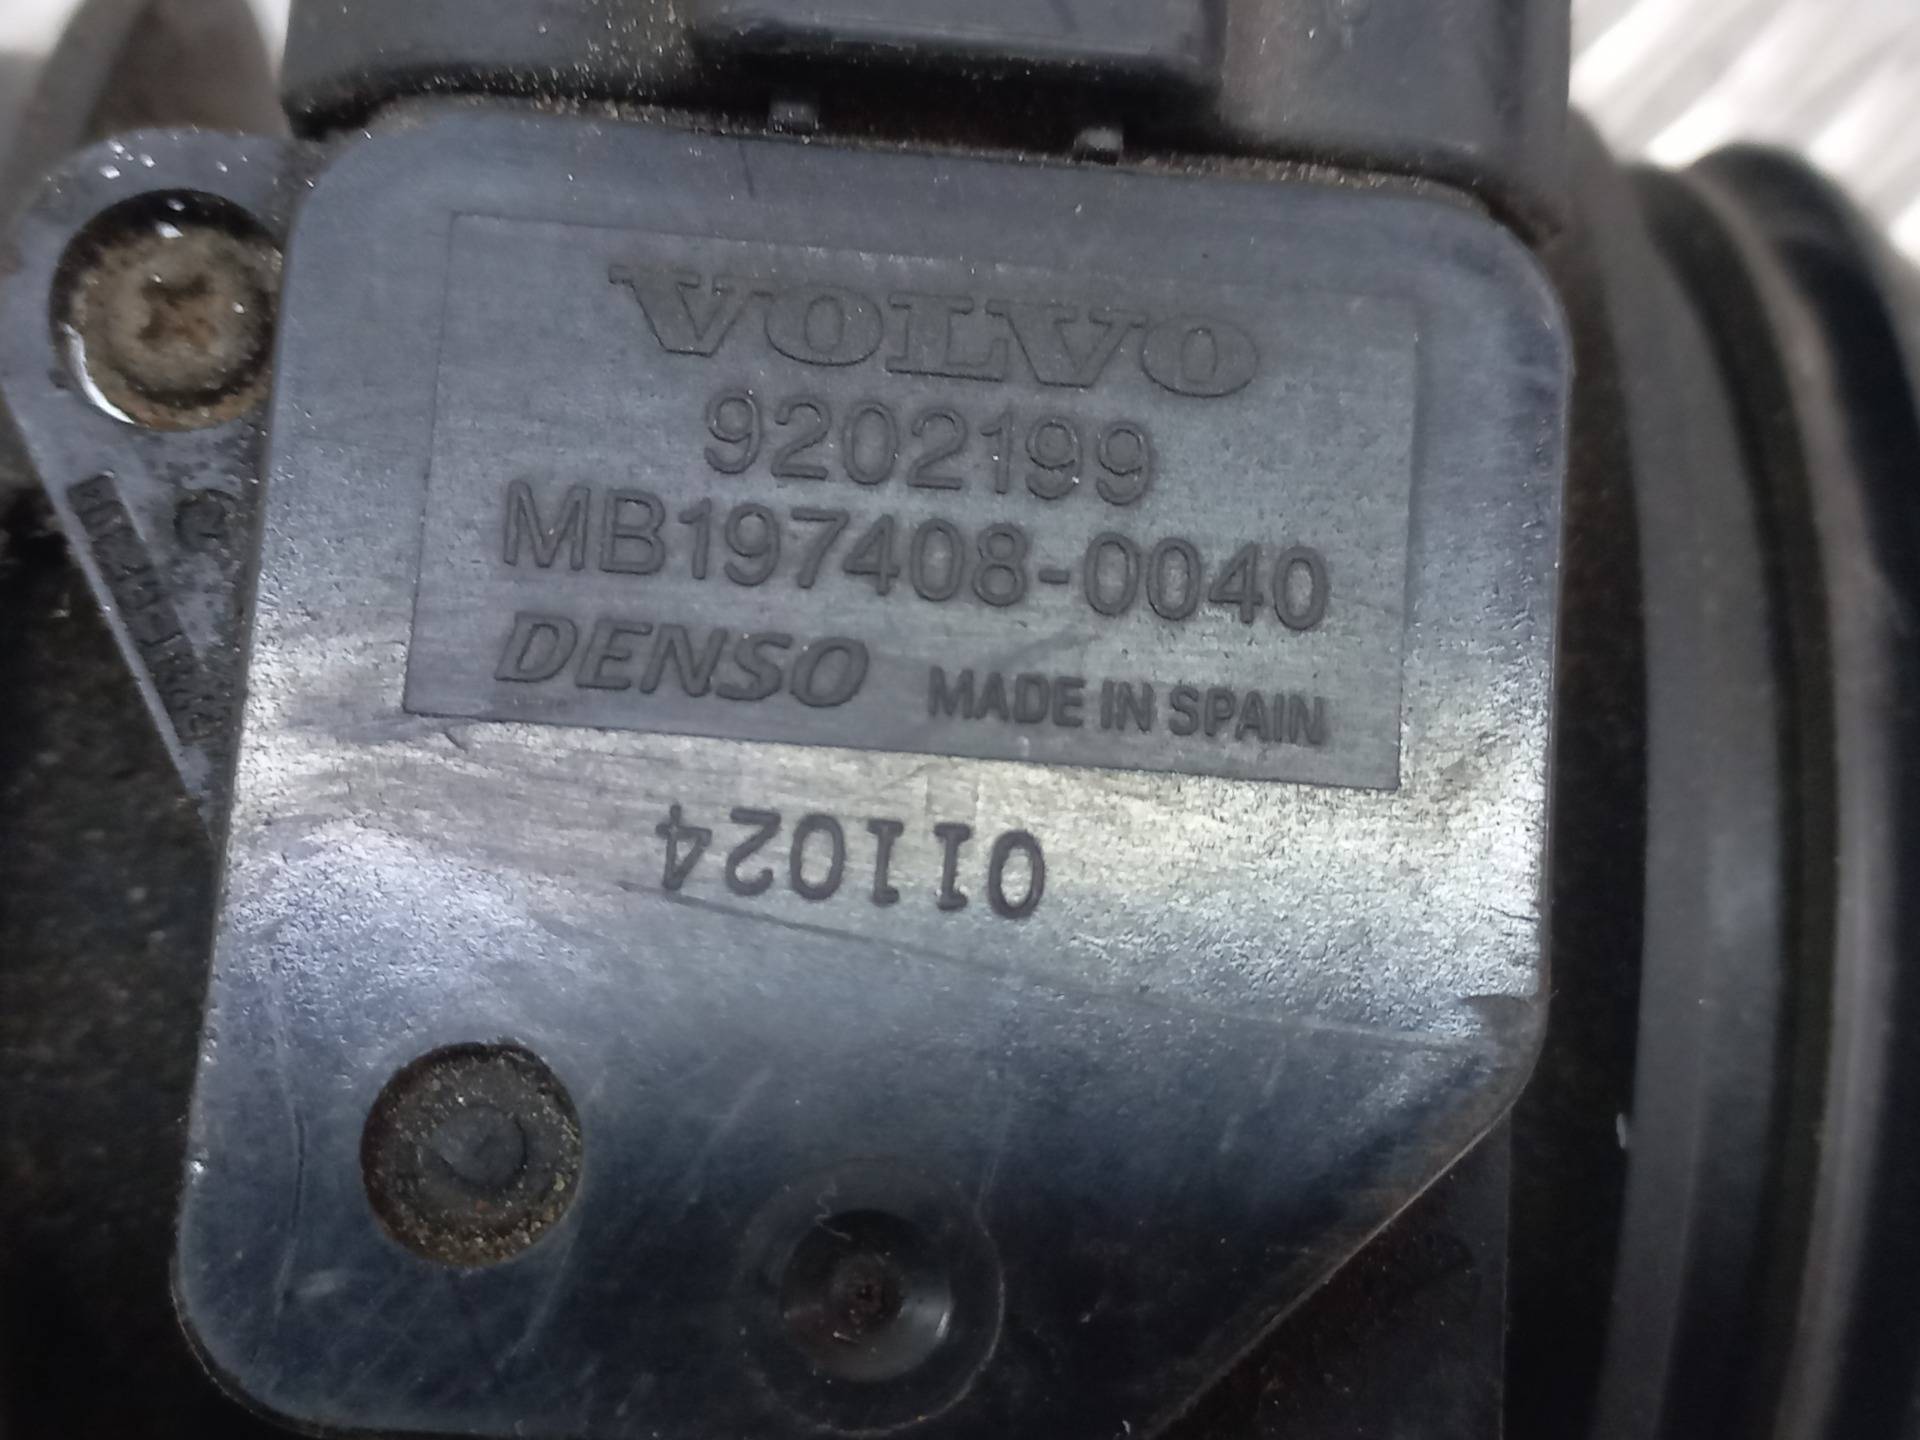 VOLVO
9202199
MB197408-0040
DENSO MADE IN SPAIN
011024